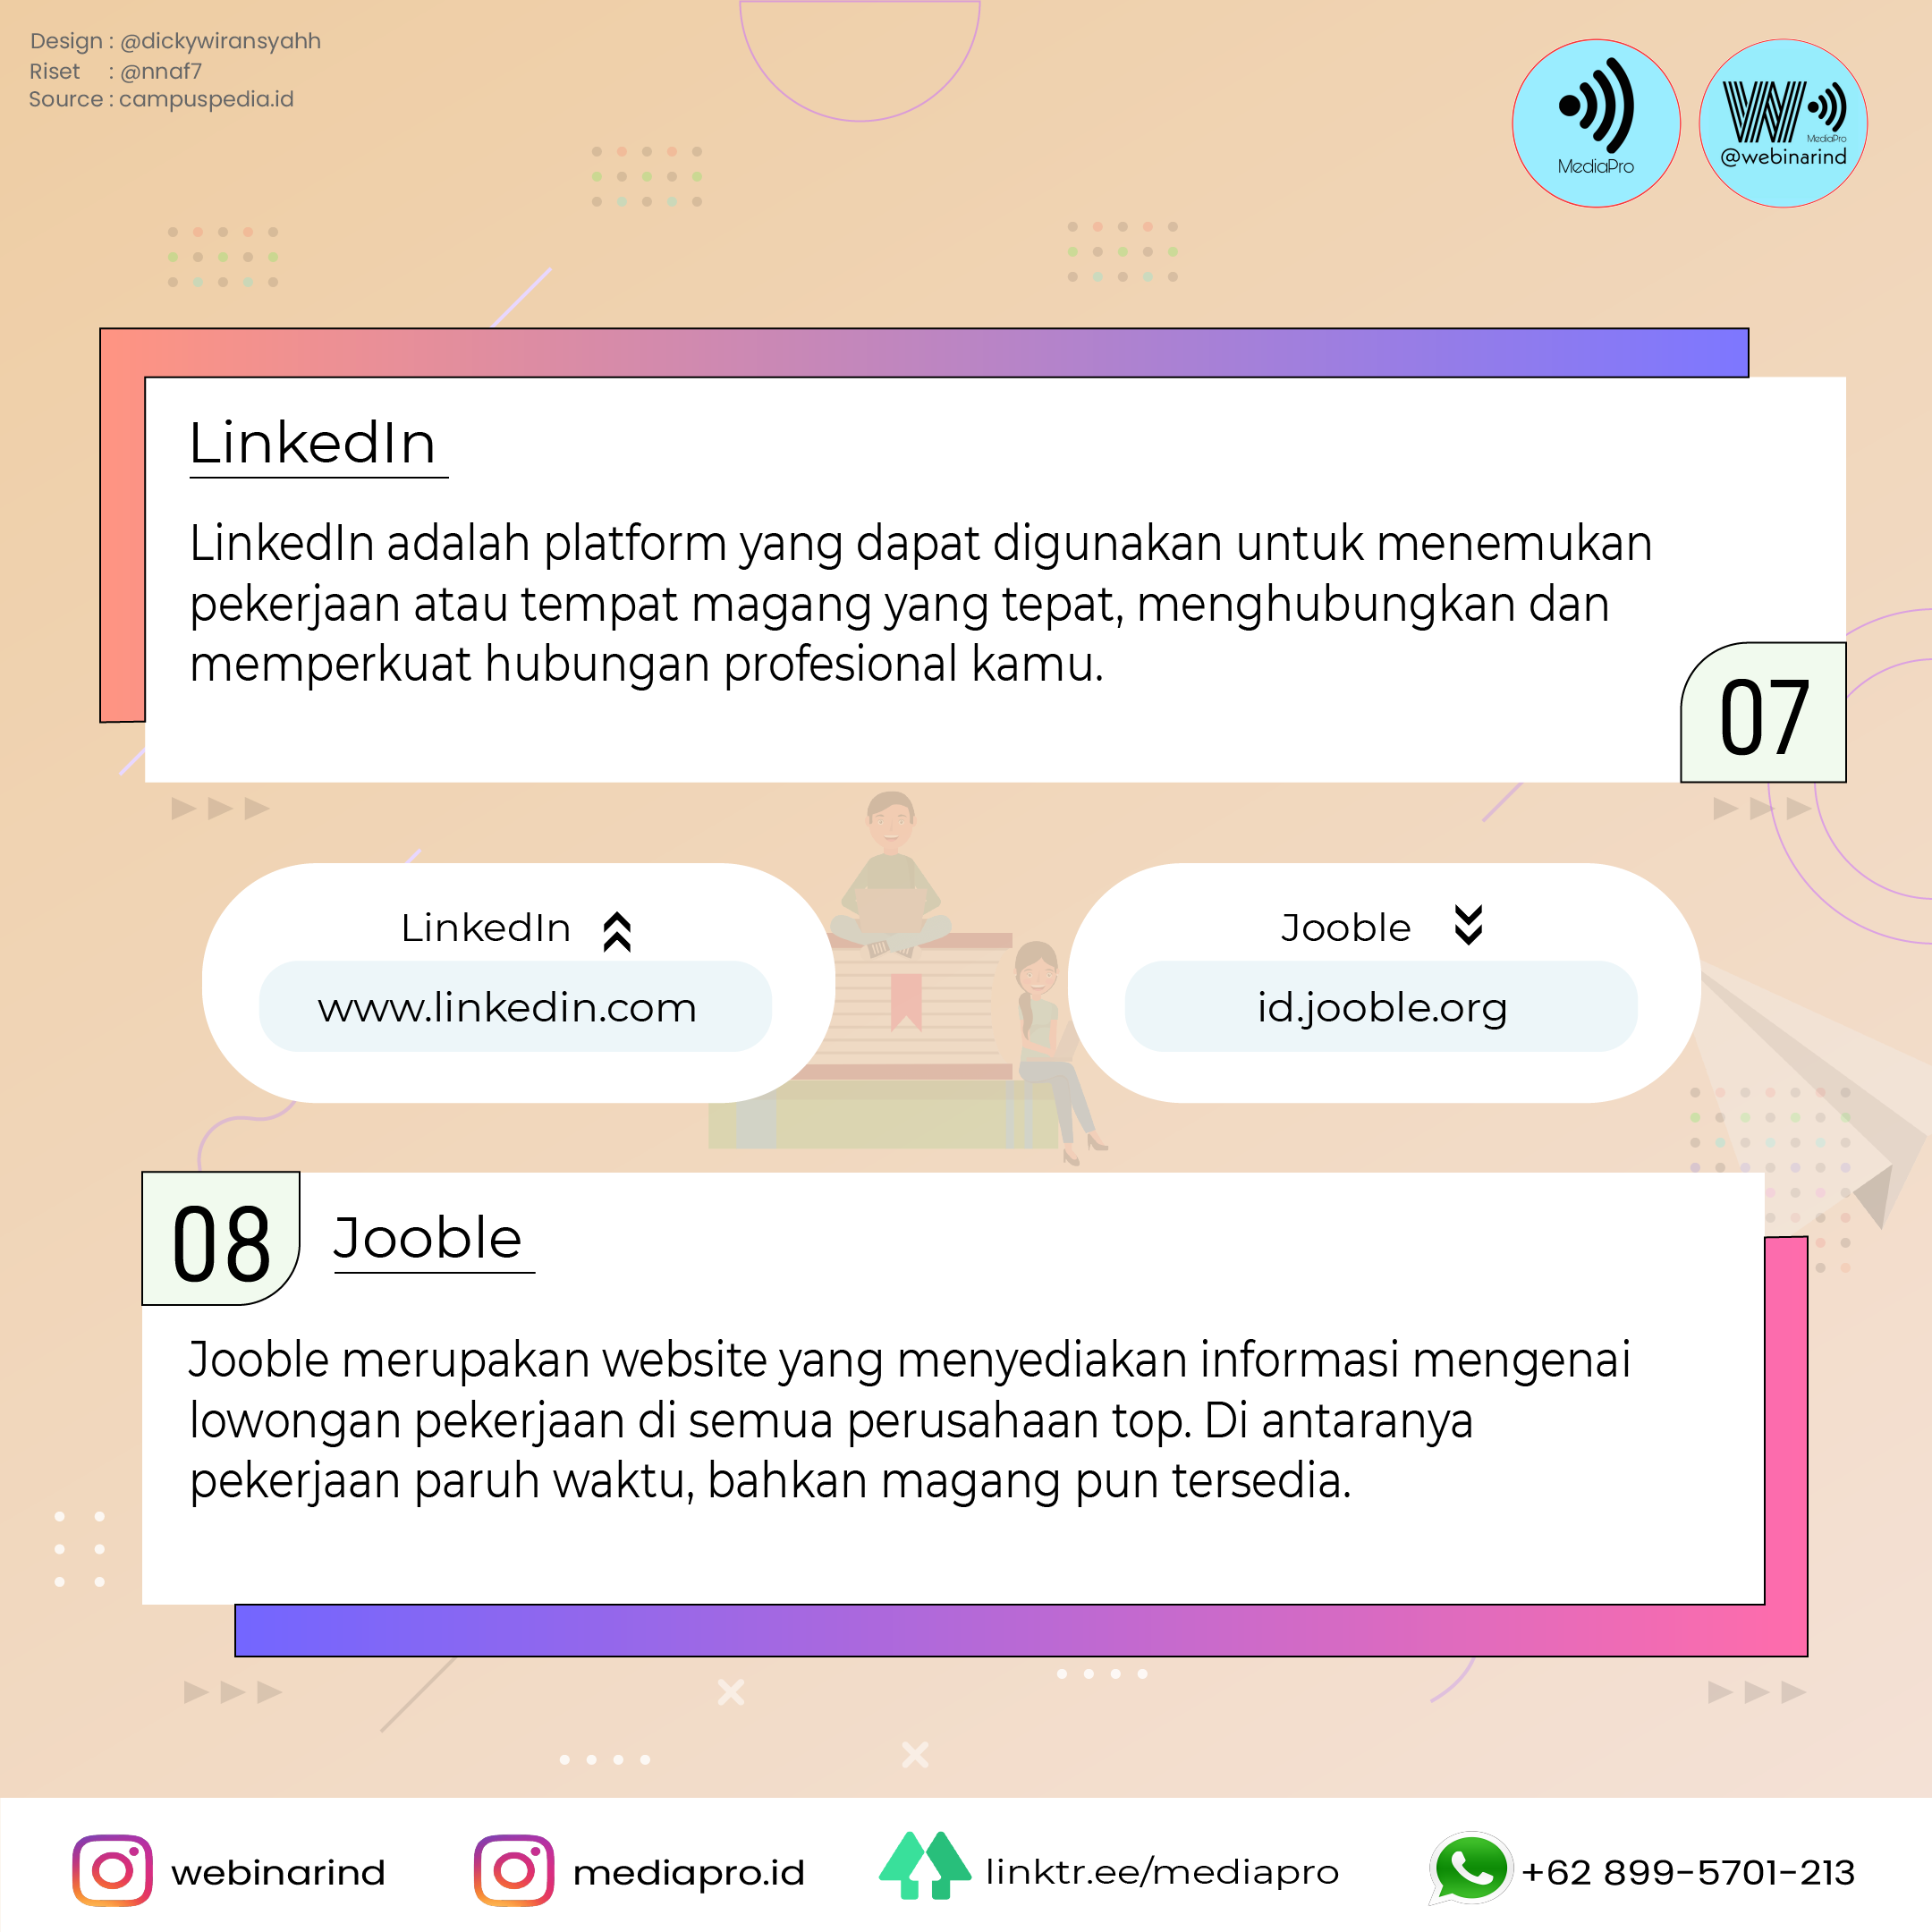 Design : @dickywiransyahh
Riset : @nnaf7
Source : campuspedia.id
MediaPro
W
MediaPro
@webinarind
LinkedIn
LinkedIn adalah platform yang dapat digunakan untuk menemukan
pekerjaan atau tempat magang yang tepat, menghubungkan dan
memperkuat hubungan profesional kamu.
07
LinkedIn
www.linkedin.com
Jooble
id.jooble.org
08
Jooble
Jooble merupakan website yang menyediakan informasi mengenai
lowongan pekerjaan di semua perusahaan top. Di antaranya
pekerjaan paruh waktu, bahkan magang pun tersedia.
webinarind
mediapro.id
linktr.ee/mediapro
+62 899-5701-213